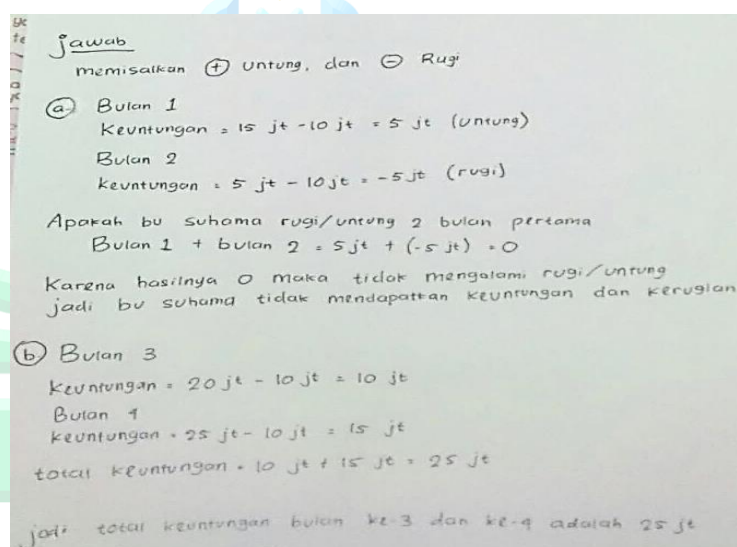 Jawab
memisalkan ⊕ untung, dan ⊖ Rugi
ⓐ Bulan 1
Keuntungan = 15 jt - 10 jt = 5 jt (untung)
Bulan 2
Keuntungan = 5 jt - 10 jt = -5 jt (rugi)
Apakah bu suhama rugi/untung 2 bulan pertama
Bulan 1 + bulan 2 = 5 jt + (-5 jt) = 0
Karena hasilnya 0 maka tidak mengalami rugi/untung
jadi bu suhama tidak mendapatkan keuntungan dan kerugian
ⓑ Bulan 3
Keuntungan = 20 jt - 10 jt = 10 jt
Bulan 4
keuntungan = 25 jt - 10 jt = 15 jt
total keuntungan = 10 jt + 15 jt = 25 jt
jadi total keuntungan bulan ke-3 dan ke-4 adalah 25 jt